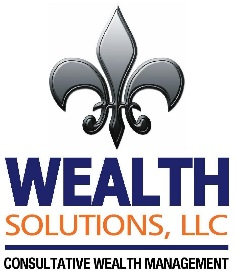 WEALTH
SOLUTIONS, LLC
CONSULTATIVE WEALTH MANAGEMENT